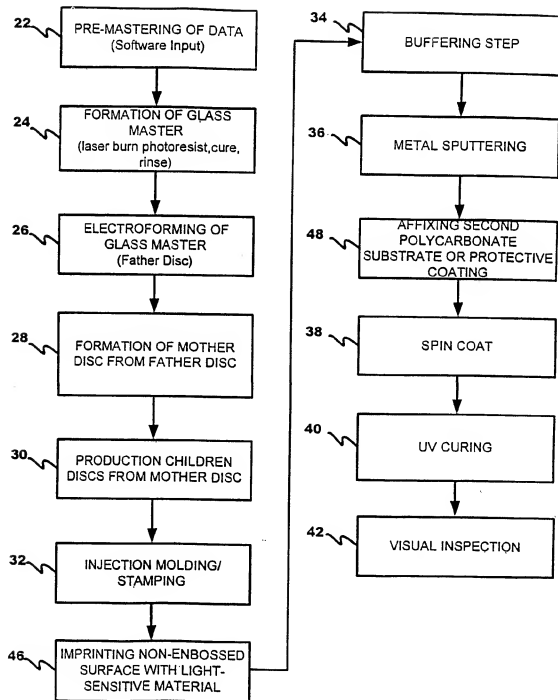 22
PRE-MASTERING OF DATA
(Software Input)
24
FORMATION OF GLASS
MASTER
(laser burn photoresist,cure,
rinse)
26
ELECTROFORMING OF
GLASS MASTER
(Father Disc)
28
FORMATION OF MOTHER
DISC FROM FATHER DISC
30
PRODUCTION CHILDREN
DISCS FROM MOTHER DISC
32
INJECTION MOLDING/
STAMPING
46
IMPRINTING NON-ENBOSSED
SURFACE WITH LIGHT-
SENSITIVE MATERIAL
34
BUFFERING STEP
36
METAL SPUTTERING
48
AFFIXING SECOND
POLYCARBONATE
SUBSTRATE OR PROTECTIVE
COATING
38
SPIN COAT
40
UV CURING
42
VISUAL INSPECTION